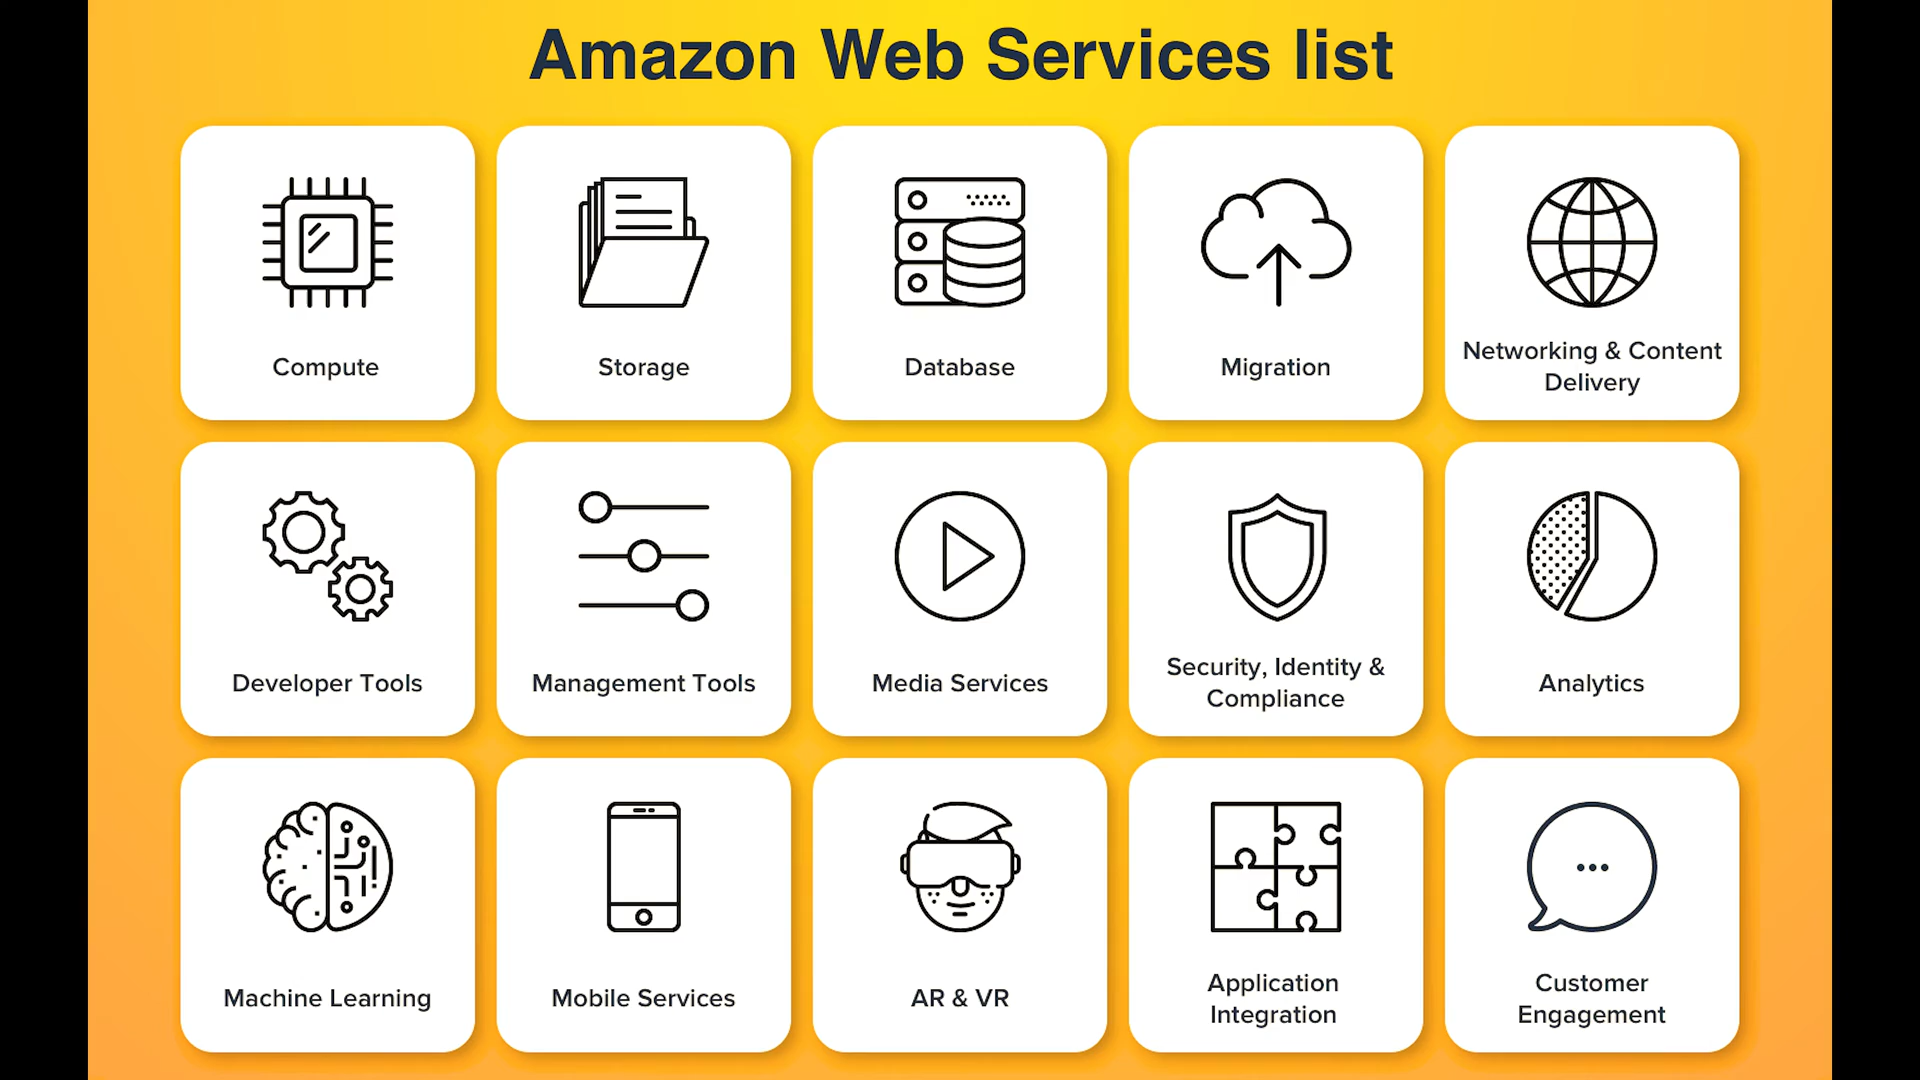 Amazon Web Services list
Compute
Storage
Database
Migration
Networking & Content
Delivery
Developer Tools
Management Tools
Media Services
Security, Identity &
Compliance
Analytics
Machine Learning
Mobile Services
AR & VR
Application
Integration
Customer
Engagement